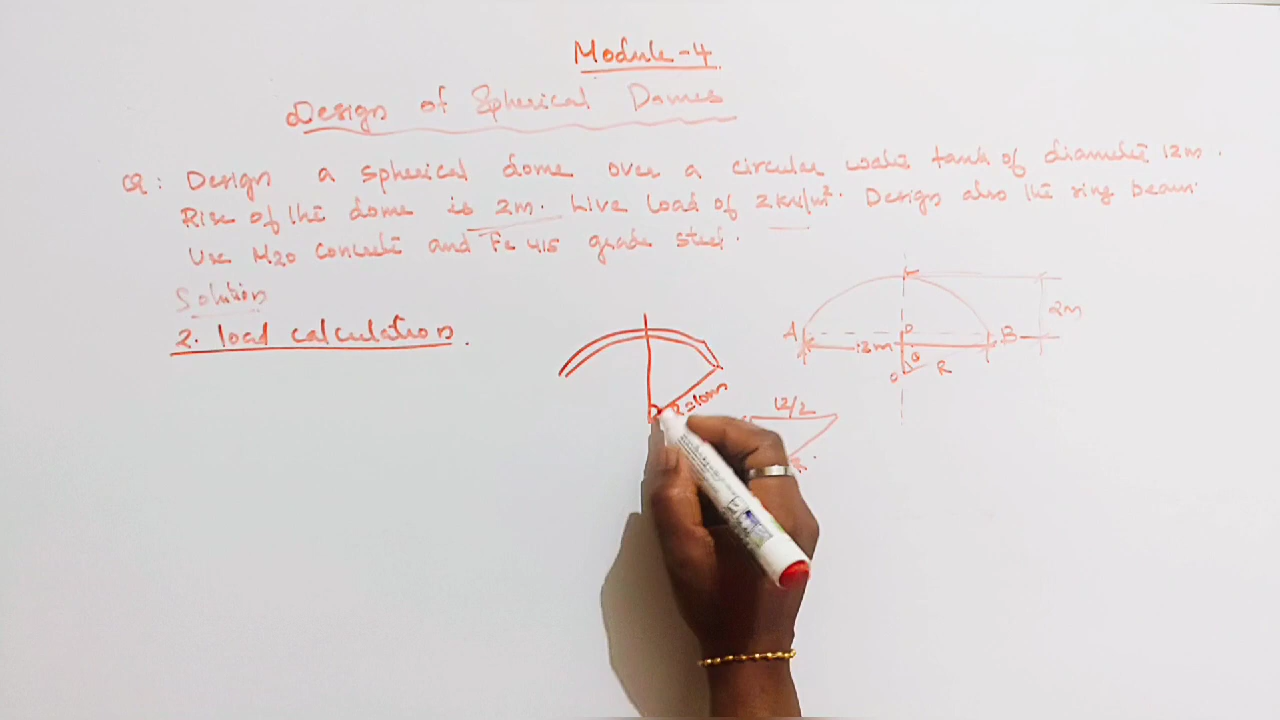 Module-4
Design of Spherical Domes
Q: Design a spherical dome over a circular water tank of diameter 12m.
Rise of the dome is 2m. Live Load of 2kN/m². Design also the ring beam.
Use M20 concrete and Fe 415 grade steel.
Solution
2. load calculation.
2m
A
P
B
12m
θ
O
R
R=10m
12/2